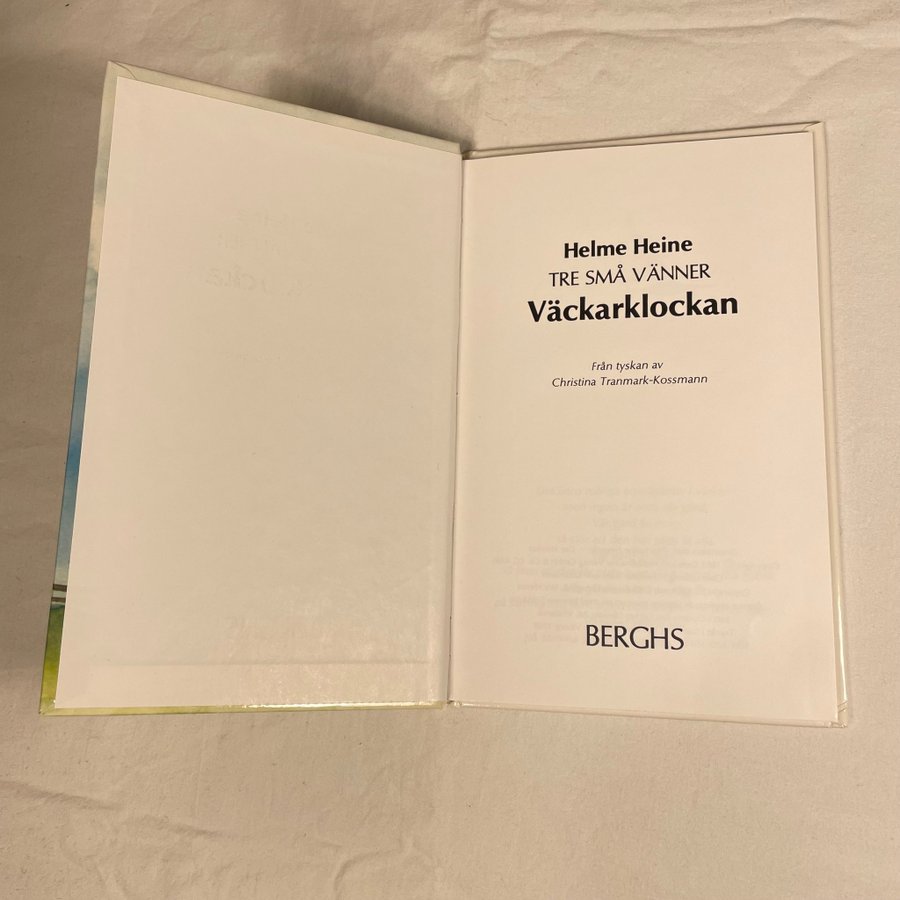 Helme Heine
TRE SMÅ VÄNNER
Väckarklockan
Från tyskan av
Christina Tranmark-Kossmann
BERGHS